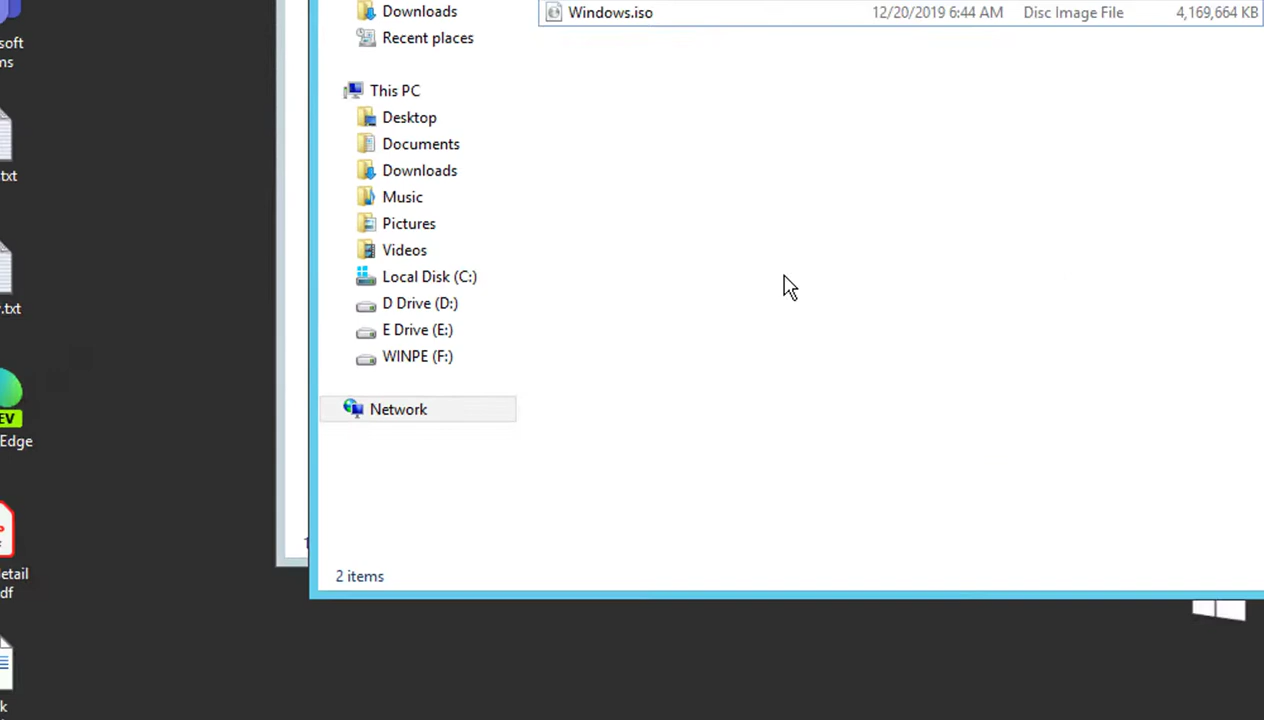 Downloads
Windows.iso 12/20/2019 6:44 AM Disc Image File 4,169,664 KB
Recent places
This PC
Desktop
Documents
Downloads
Music
Pictures
Videos
Local Disk (C:)
D Drive (D:)
E Drive (E:)
WINPE (F:)
Network
2 items
soft
ms
txt
.txt
EV
Edge
etail
df
k